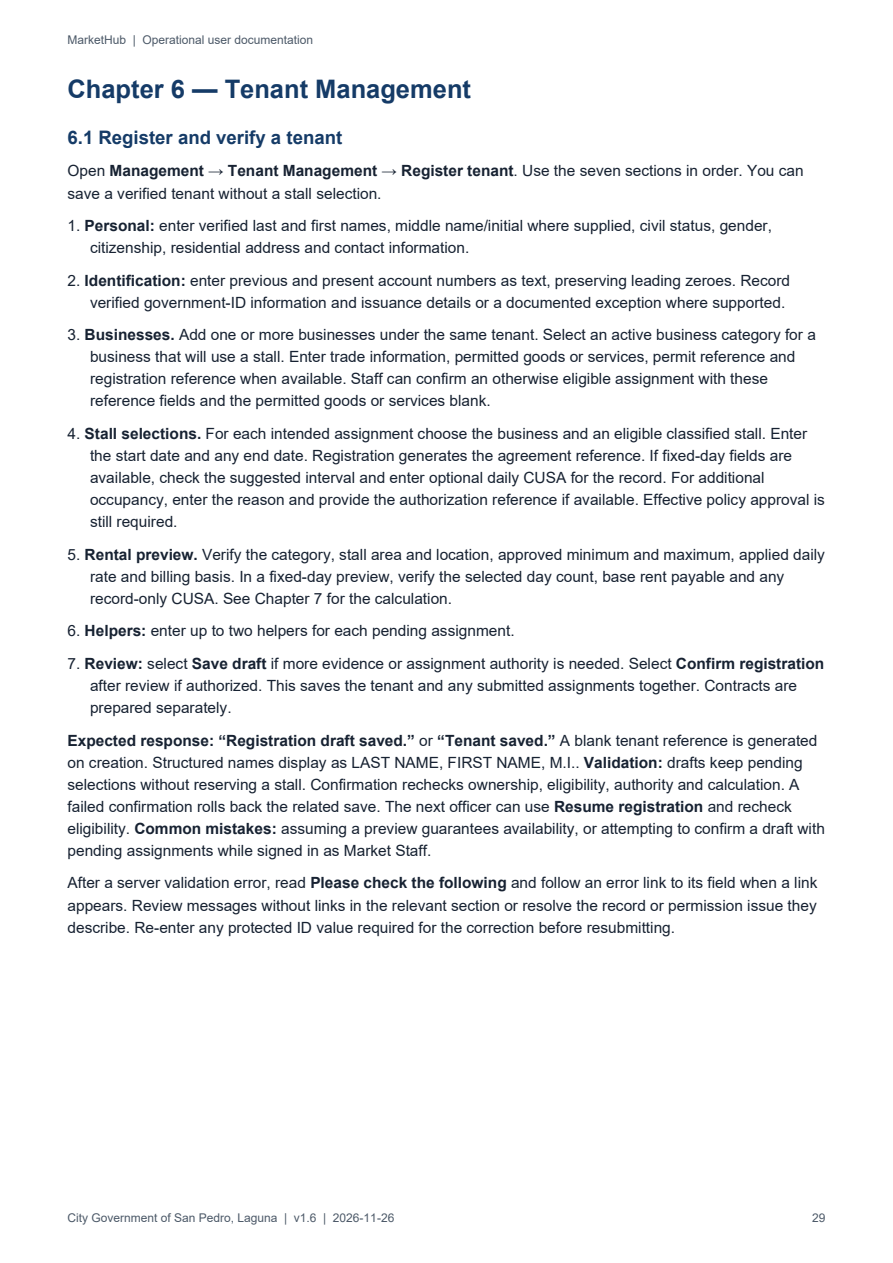 MarketHub | Operational user documentation
Chapter 6 — Tenant Management
6.1 Register and verify a tenant
Open Management → Tenant Management → Register tenant. Use the seven sections in order. You can
save a verified tenant without a stall selection.
1. Personal: enter verified last and first names, middle name/initial where supplied, civil status, gender,
citizenship, residential address and contact information.
2. Identification: enter previous and present account numbers as text, preserving leading zeroes. Record
verified government-ID information and issuance details or a documented exception where supported.
3. Businesses. Add one or more businesses under the same tenant. Select an active business category for a
business that will use a stall. Enter trade information, permitted goods or services, permit reference and
registration reference when available. Staff can confirm an otherwise eligible assignment with these
reference fields and the permitted goods or services blank.
4. Stall selections. For each intended assignment choose the business and an eligible classified stall. Enter
the start date and any end date. Registration generates the agreement reference. If fixed-day fields are
available, check the suggested interval and enter optional daily CUSA for the record. For additional
occupancy, enter the reason and provide the authorization reference if available. Effective policy approval is
still required.
5. Rental preview. Verify the category, stall area and location, approved minimum and maximum, applied daily
rate and billing basis. In a fixed-day preview, verify the selected day count, base rent payable and any
record-only CUSA. See Chapter 7 for the calculation.
6. Helpers: enter up to two helpers for each pending assignment.
7. Review: select Save draft if more evidence or assignment authority is needed. Select Confirm registration
after review if authorized. This saves the tenant and any submitted assignments together. Contracts are
prepared separately.
Expected response: “Registration draft saved.” or “Tenant saved.” A blank tenant reference is generated
on creation. Structured names display as LAST NAME, FIRST NAME, M.I.. Validation: drafts keep pending
selections without reserving a stall. Confirmation rechecks ownership, eligibility, authority and calculation. A
failed confirmation rolls back the related save. The next officer can use Resume registration and recheck
eligibility. Common mistakes: assuming a preview guarantees availability, or attempting to confirm a draft with
pending assignments while signed in as Market Staff.
After a server validation error, read Please check the following and follow an error link to its field when a link
appears. Review messages without links in the relevant section or resolve the record or permission issue they
describe. Re-enter any protected ID value required for the correction before resubmitting.
City Government of San Pedro, Laguna | v1.6 | 2026-11-26
29